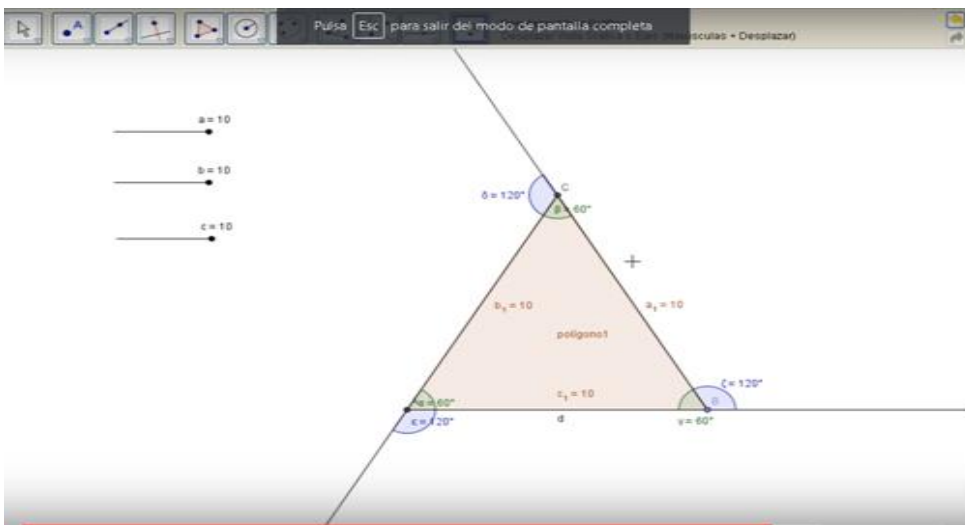 Pulsa Esc para salir del modo de pantalla completa
+ Desplazar)
a = 10
b = 10
c = 10
C
δ = 120°
β = 60°
b₁ = 10
a₁ = 10
polígono1
c₁ = 10
ζ = 120°
α = 60°
B
ε = 120°
d
γ = 60°